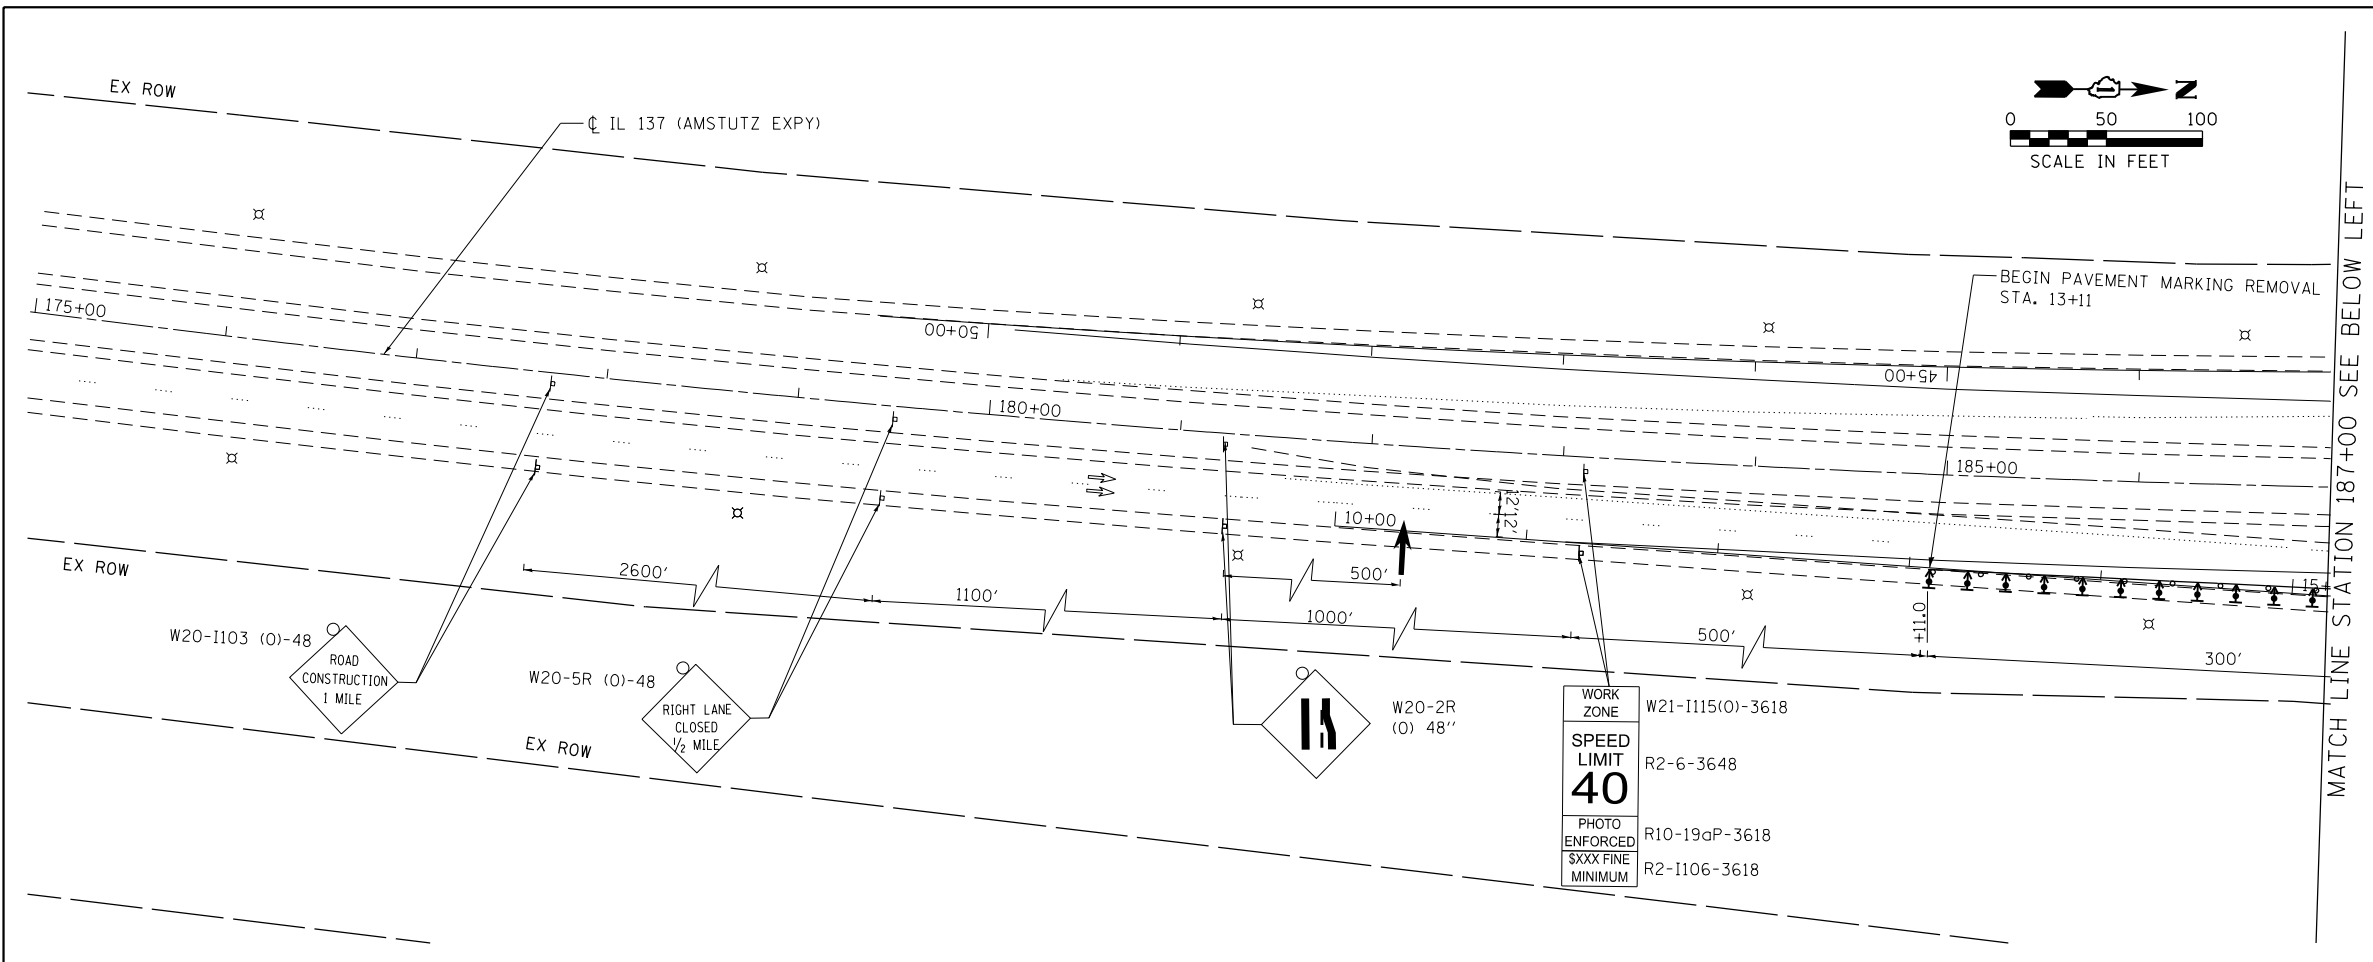 EX ROW
℄ IL 137 (AMSTUTZ EXPY)
N
0 50 100
SCALE IN FEET
BEGIN PAVEMENT MARKING REMOVAL
STA. 13+11
175+00
50+00
45+00
180+00
185+00
10+00
12'
12'
15+
EX ROW
2600'
1100'
500'
1000'
500'
+11.0
300'
W20-I103 (O)-48
ROAD
CONSTRUCTION
1 MILE
W20-5R (O)-48
RIGHT LANE
CLOSED
1/2 MILE
W20-2R
(O) 48''
WORK
ZONE
W21-I115(O)-3618
SPEED
LIMIT
40
R2-6-3648
PHOTO
ENFORCED
R10-19aP-3618
$XXX FINE
MINIMUM
R2-I106-3618
EX ROW
MATCH LINE STATION 187+00 SEE BELOW LEFT